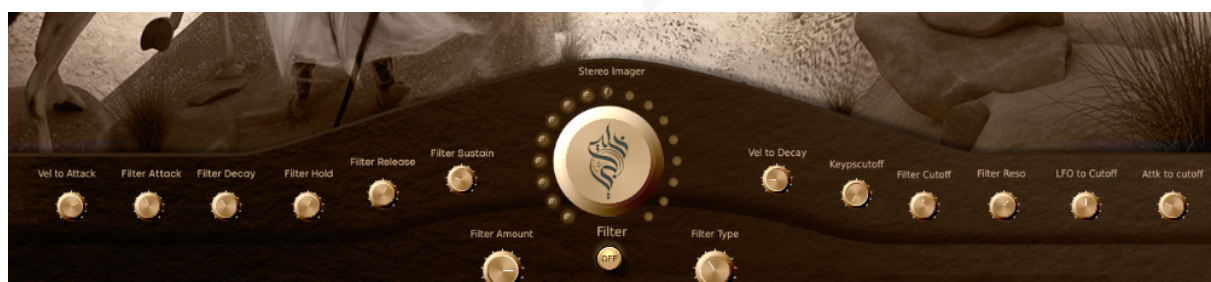 Stereo Imager
Vel to Attack
Filter Attack
Filter Decay
Filter Hold
Filter Release
Filter Sustain
Vel to Decay
Keypscutoff
Filter Cutoff
Filter Reso
LFO to Cutoff
Attk to cutoff
Filter Amount
Filter
OFF
Filter Type